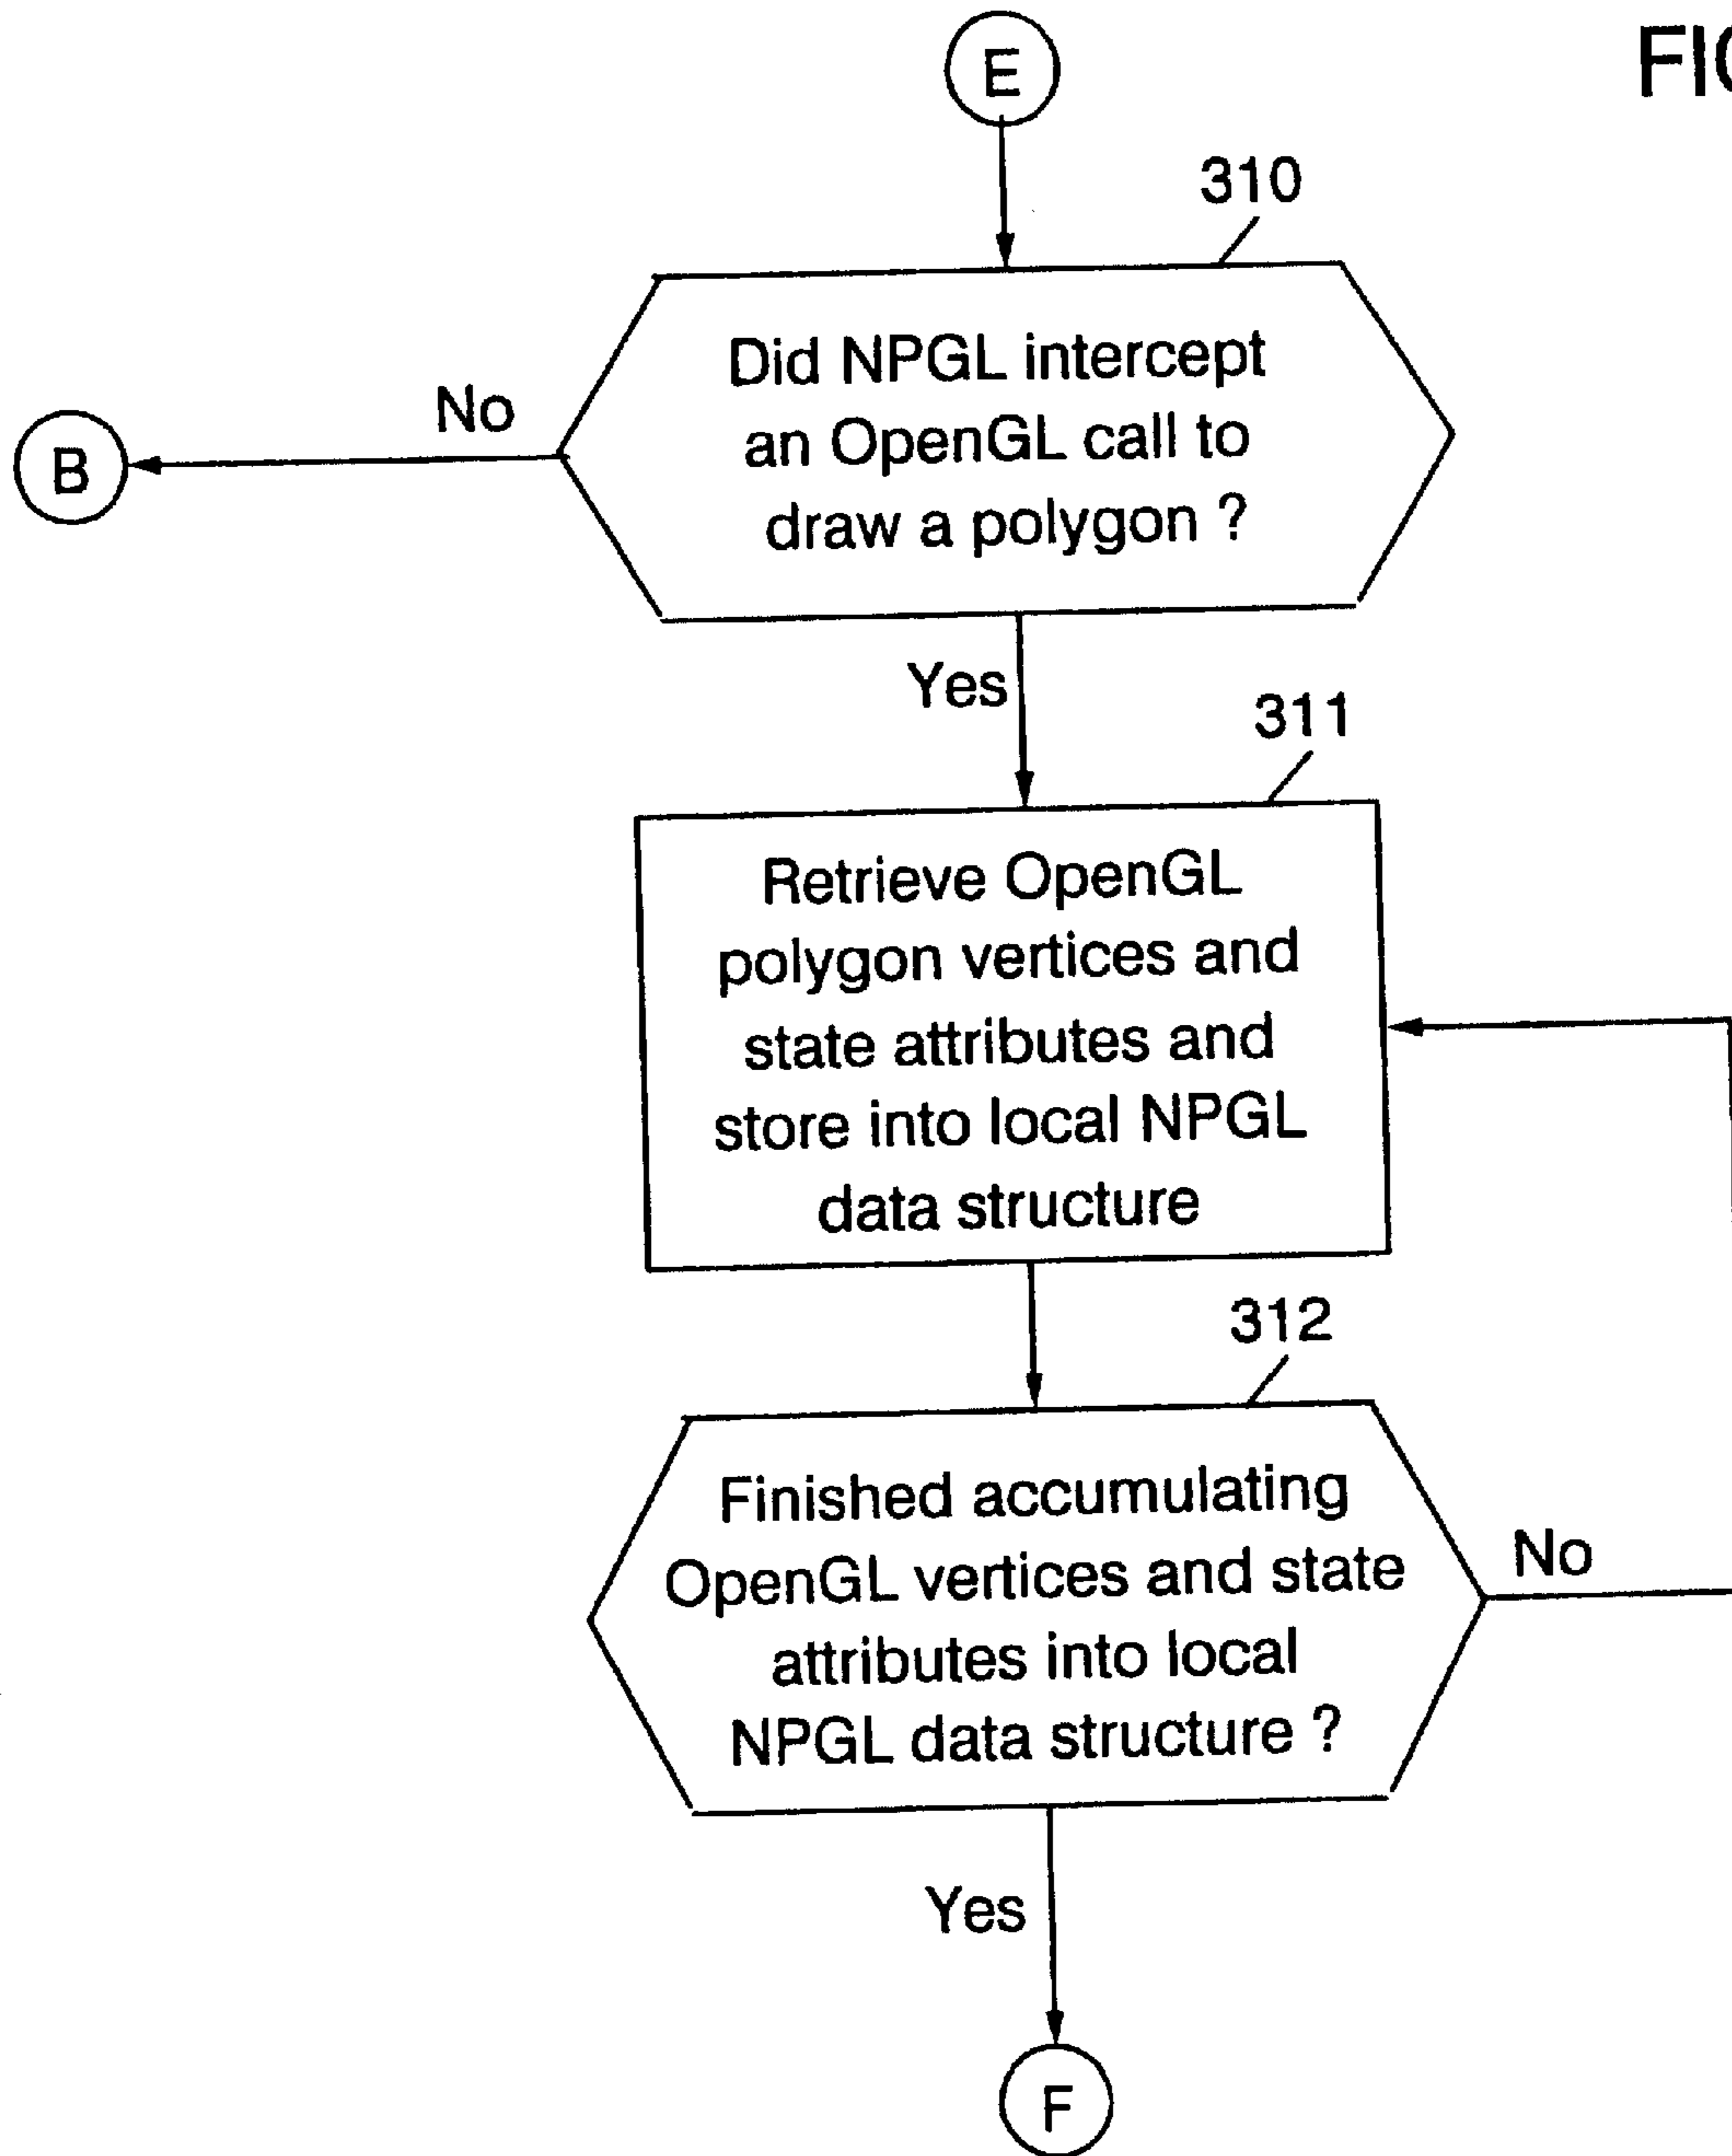 E
310
Did NPGL intercept
an OpenGL call to
draw a polygon ?
No
B
Yes
311
Retrieve OpenGL
polygon vertices and
state attributes and
store into local NPGL
data structure
312
Finished accumulating
OpenGL vertices and state
attributes into local
NPGL data structure ?
No
Yes
F